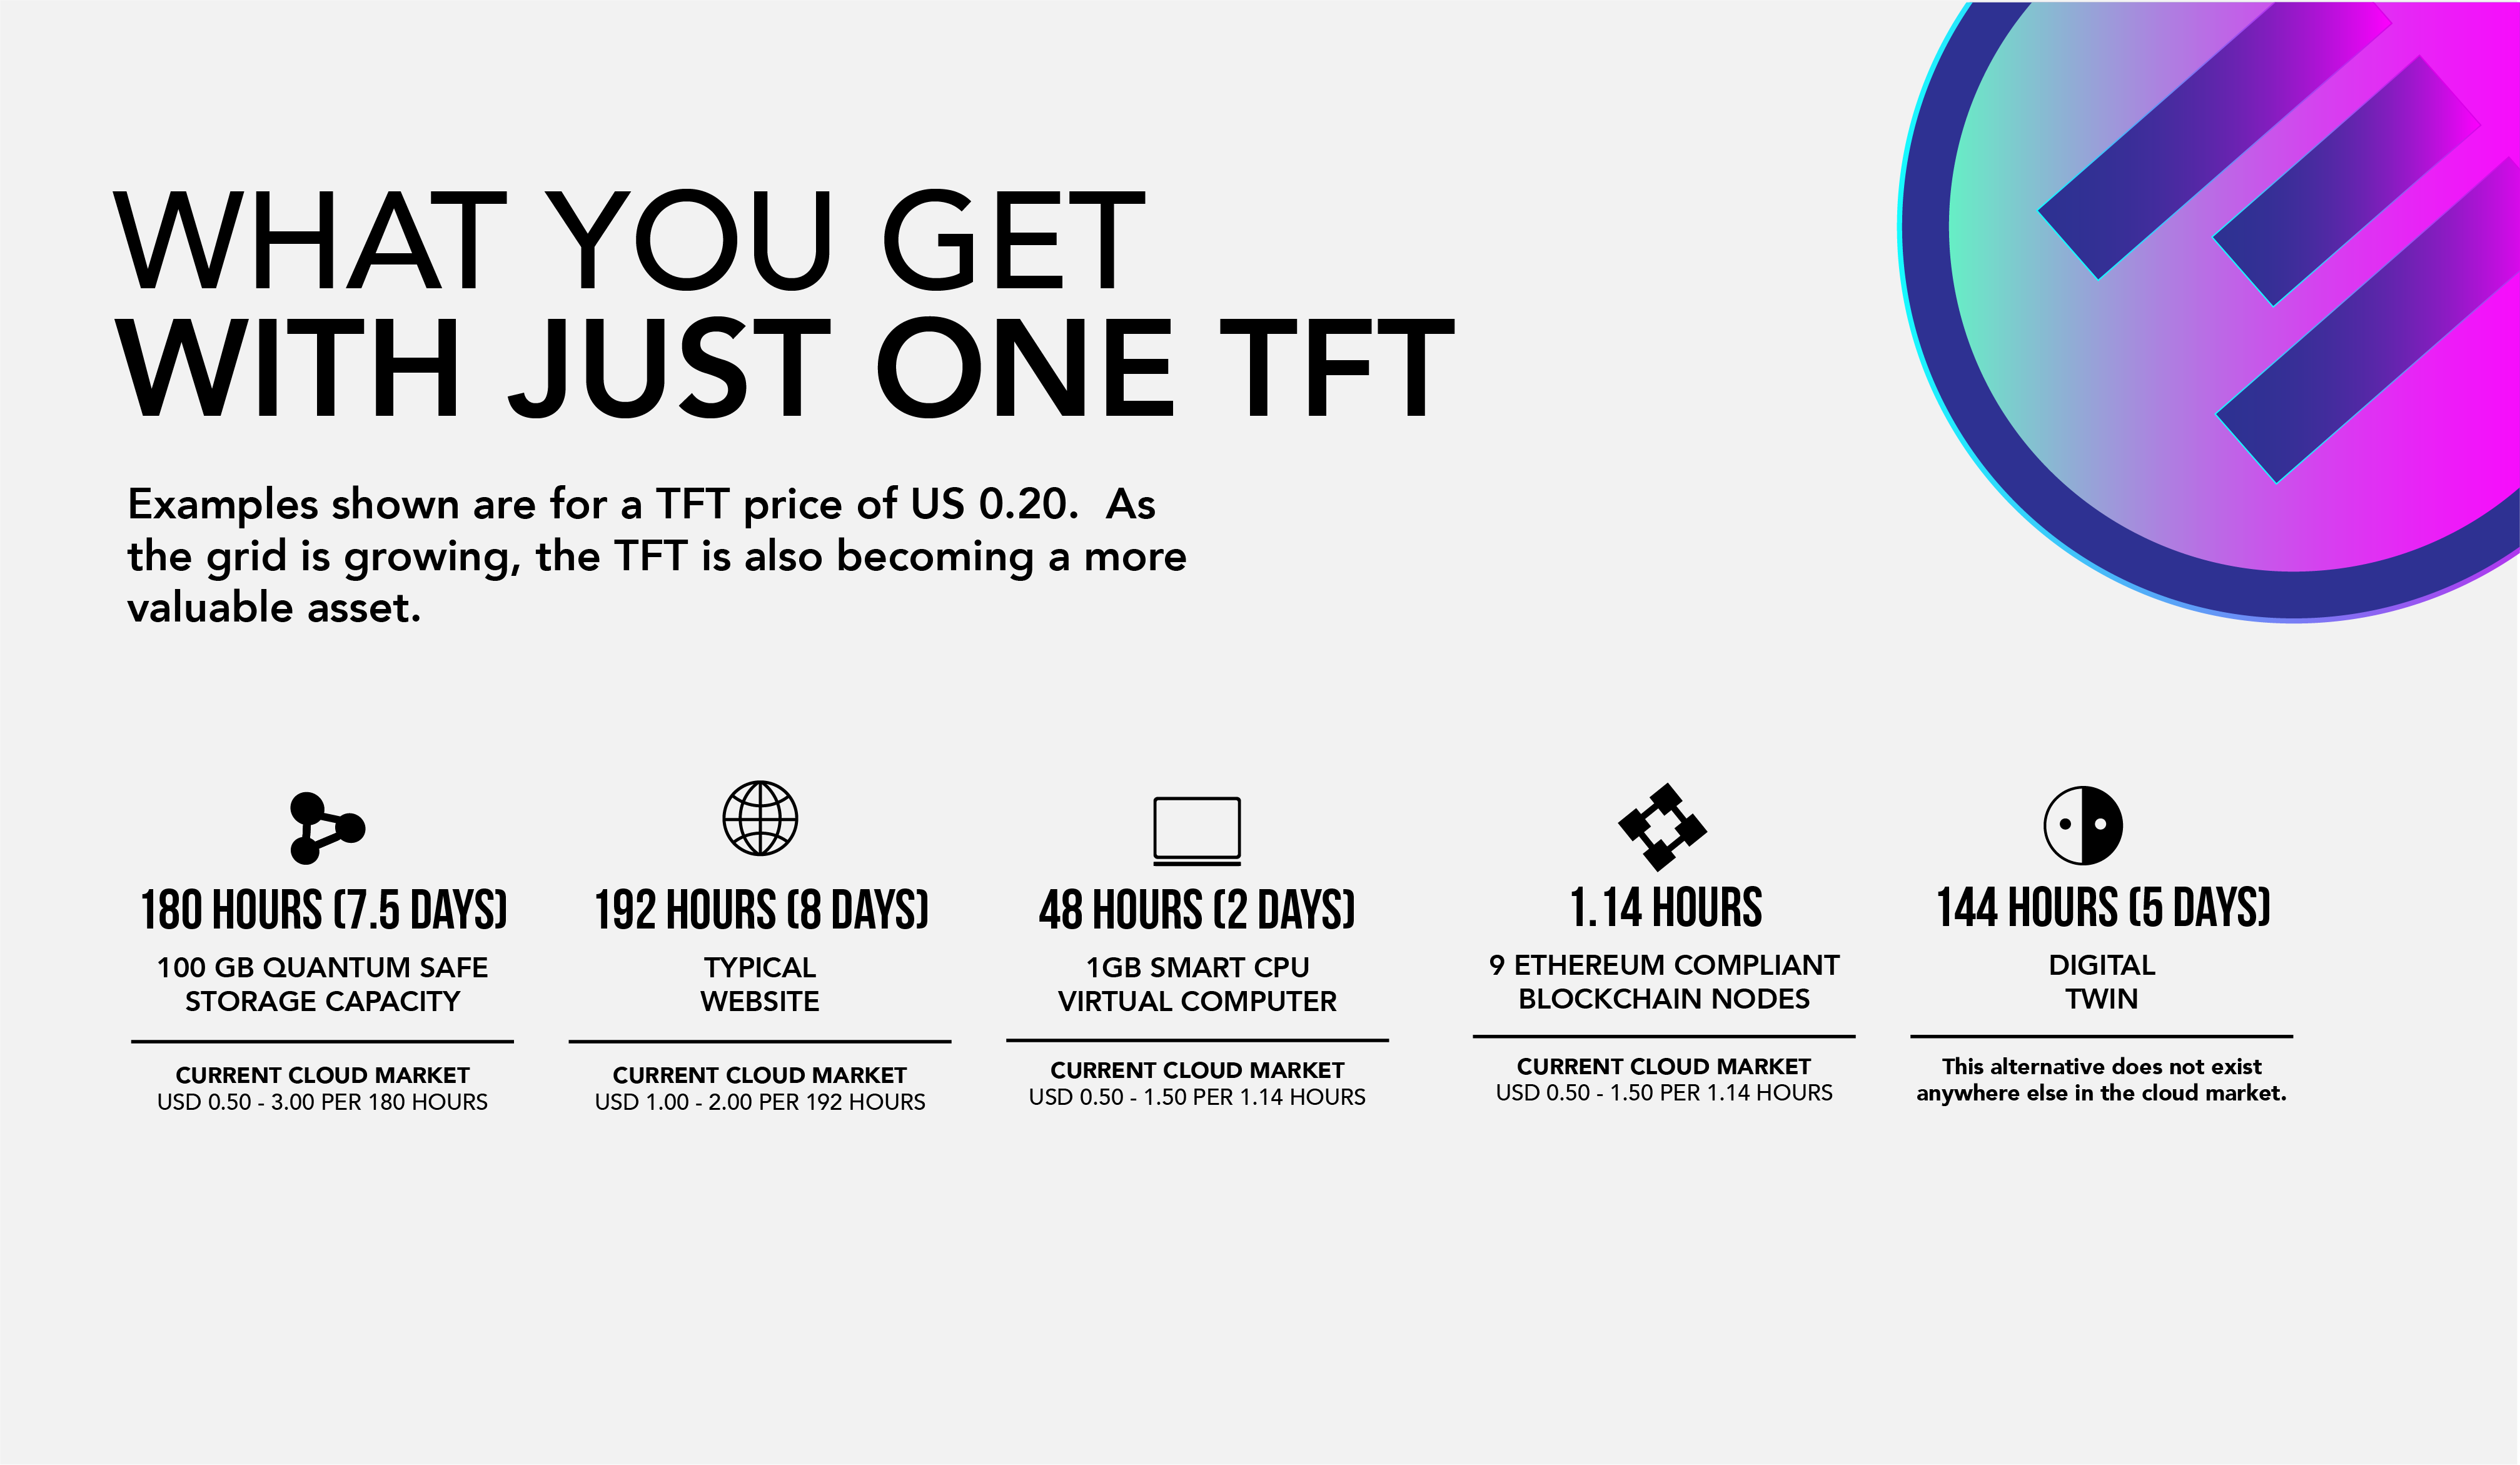 WHAT YOU GET
WITH JUST ONE TFT
Examples shown are for a TFT price of US 0.20.  As
the grid is growing, the TFT is also becoming a more
valuable asset.
180 HOURS (7.5 DAYS)
100 GB QUANTUM SAFE
STORAGE CAPACITY
CURRENT CLOUD MARKET
USD 0.50 - 3.00 PER 180 HOURS
192 HOURS (8 DAYS)
TYPICAL
WEBSITE
CURRENT CLOUD MARKET
USD 1.00 - 2.00 PER 192 HOURS
48 HOURS (2 DAYS)
1GB SMART CPU
VIRTUAL COMPUTER
CURRENT CLOUD MARKET
USD 0.50 - 1.50 PER 1.14 HOURS
1.14 HOURS
9 ETHEREUM COMPLIANT
BLOCKCHAIN NODES
CURRENT CLOUD MARKET
USD 0.50 - 1.50 PER 1.14 HOURS
144 HOURS (5 DAYS)
DIGITAL
TWIN
This alternative does not exist
anywhere else in the cloud market.